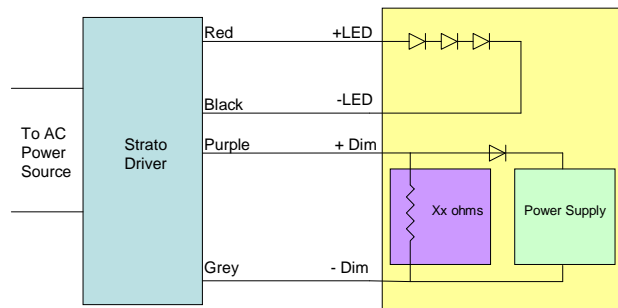 Red
+LED
Black
-LED
To AC
Power
Source
Strato
Driver
Purple
+ Dim
Xx ohms
Power Supply
Grey
- Dim